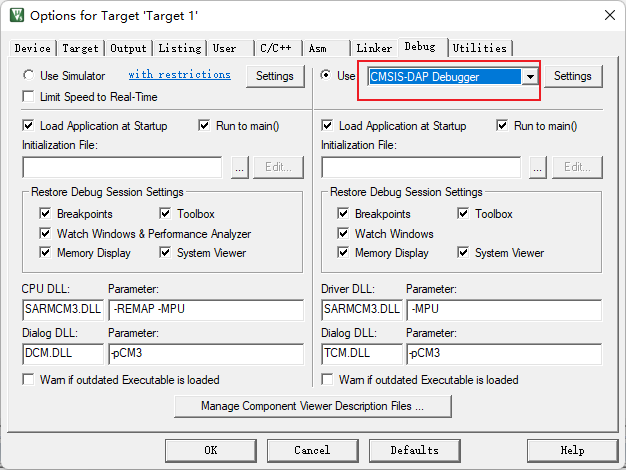 Options for Target 'Target 1'
Device Target Output Listing User C/C++ Asm Linker Debug Utilities
Use Simulator with restrictions Settings Use CMSIS-DAP Debugger Settings
Limit Speed to Real-Time
Load Application at Startup Run to main() Load Application at Startup Run to main()
Initialization File: Initialization File:
... Edit... ... Edit...
Restore Debug Session Settings Restore Debug Session Settings
Breakpoints Toolbox Breakpoints Toolbox
Watch Windows & Performance Analyzer Watch Windows
Memory Display System Viewer Memory Display System Viewer
CPU DLL: Parameter: Driver DLL: Parameter:
SARMCM3.DLL -REMAP -MPU SARMCM3.DLL -MPU
Dialog DLL: Parameter: Dialog DLL: Parameter:
DCM.DLL -pCM3 TCM.DLL -pCM3
Warn if outdated Executable is loaded Warn if outdated Executable is loaded
Manage Component Viewer Description Files ...
OK Cancel Defaults Help